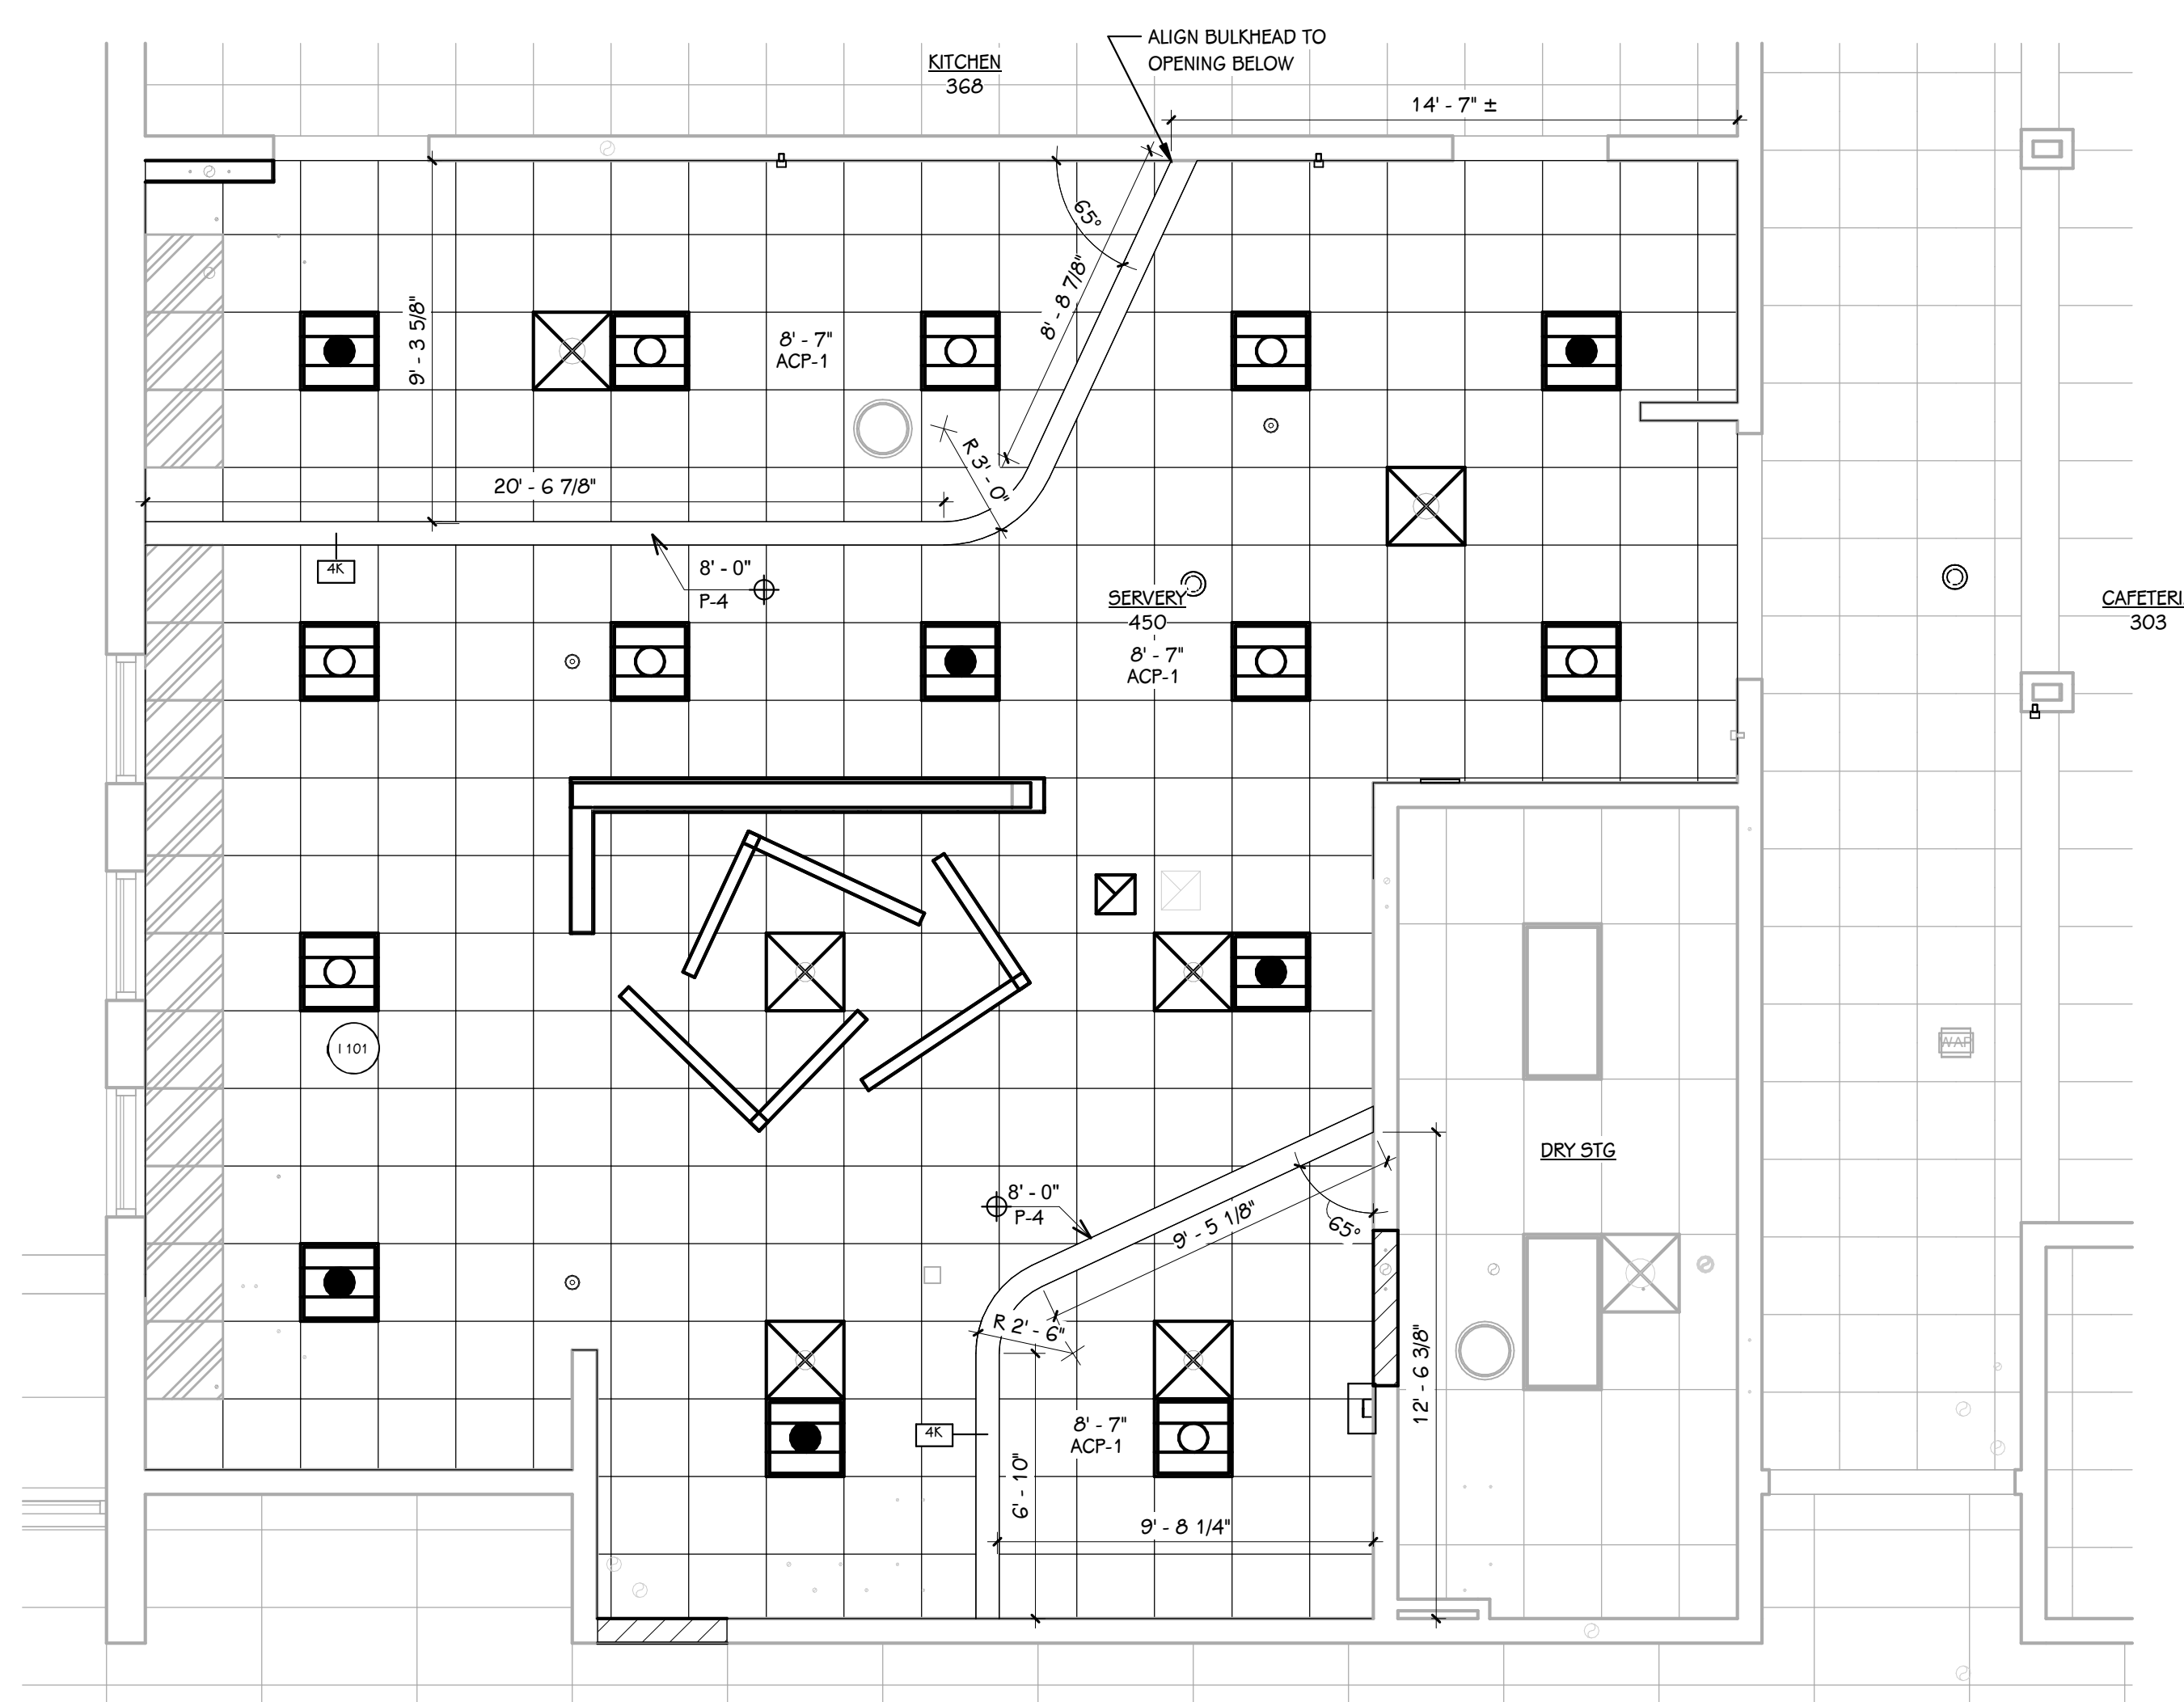 ALIGN BULKHEAD TO
OPENING BELOW
KITCHEN
368
14' - 7" ±
65°
8' - 8 7/8"
9' - 3 5/8"
8' - 7"
ACP-1
R 3' - 0"
20' - 6 7/8"
4K
8' - 0"
P-4
SERVERY
450
8' - 7"
ACP-1
CAFETERI
303
I 101
WAP
DRY STG
8' - 0"
P-4
9' - 5 1/8"
65°
R 2' - 6"
12' - 6 3/8"
4K
8' - 7"
ACP-1
6' - 10"
9' - 8 1/4"